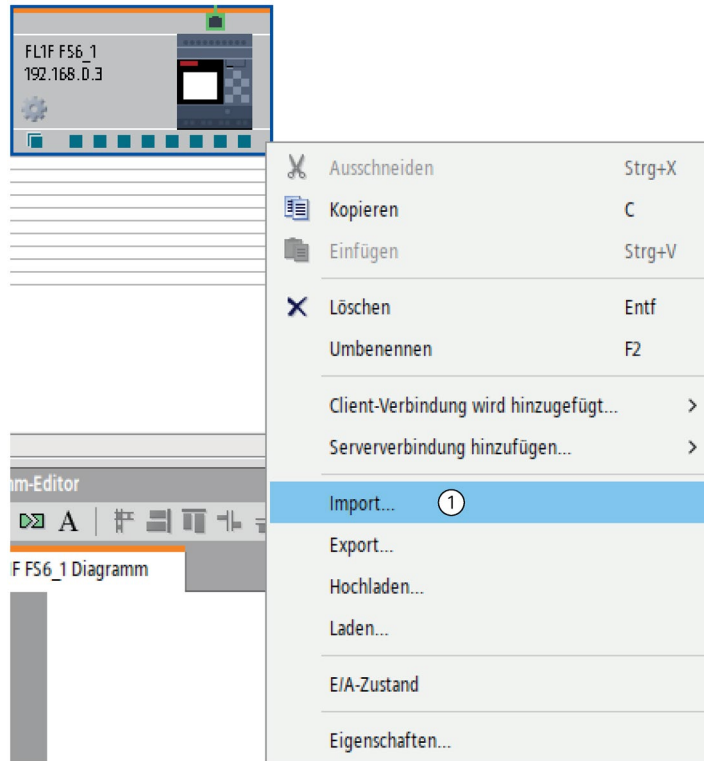 FL1F FS6_1
192.168.0.3
Ausschneiden Strg+X
Kopieren C
Einfügen Strg+V
Löschen Entf
Umbenennen F2
Client-Verbindung wird hinzugefügt... >
Serververbindung hinzufügen... >
Import... 1
Export...
Hochladen...
Laden...
E/A-Zustand
Eigenschaften...
m-Editor
A
F FS6_1 Diagramm